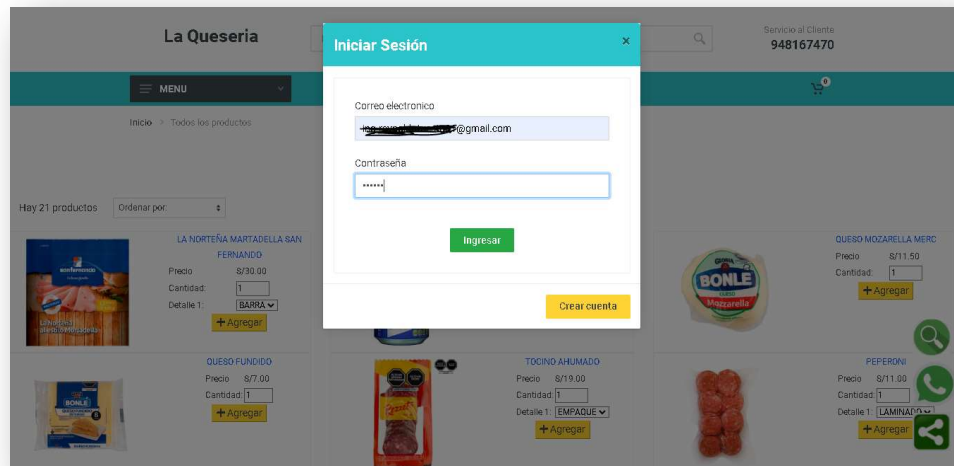 La Queseria
Servicio al Cliente
948167470
Iniciar Sesión
×
MENU
0
Inicio > Todos los productos
Correo electronico
@gmail.com
Contraseña
••••••
Ingresar
Crear cuenta
Hay 21 productos
Ordenar por:
LA NORTEÑA MARTADELLA SAN
FERNANDO
Precio S/30.00
Cantidad: 1
Detalle 1: BARRA
+ Agregar
QUESO MOZARELLA MERC
Precio S/11.50
Cantidad: 1
+ Agregar
BONLÉ
Mozzarella
QUESO FUNDIDO
Precio S/7.00
Cantidad: 1
+ Agregar
BONLÉ
TOCINO AHUMADO
Precio S/19.00
Cantidad: 1
Detalle 1: EMPAQUE
+ Agregar
PEPERONI
Precio S/11.00
Cantidad: 1
Detalle 1: LAMINADO
+ Agregar